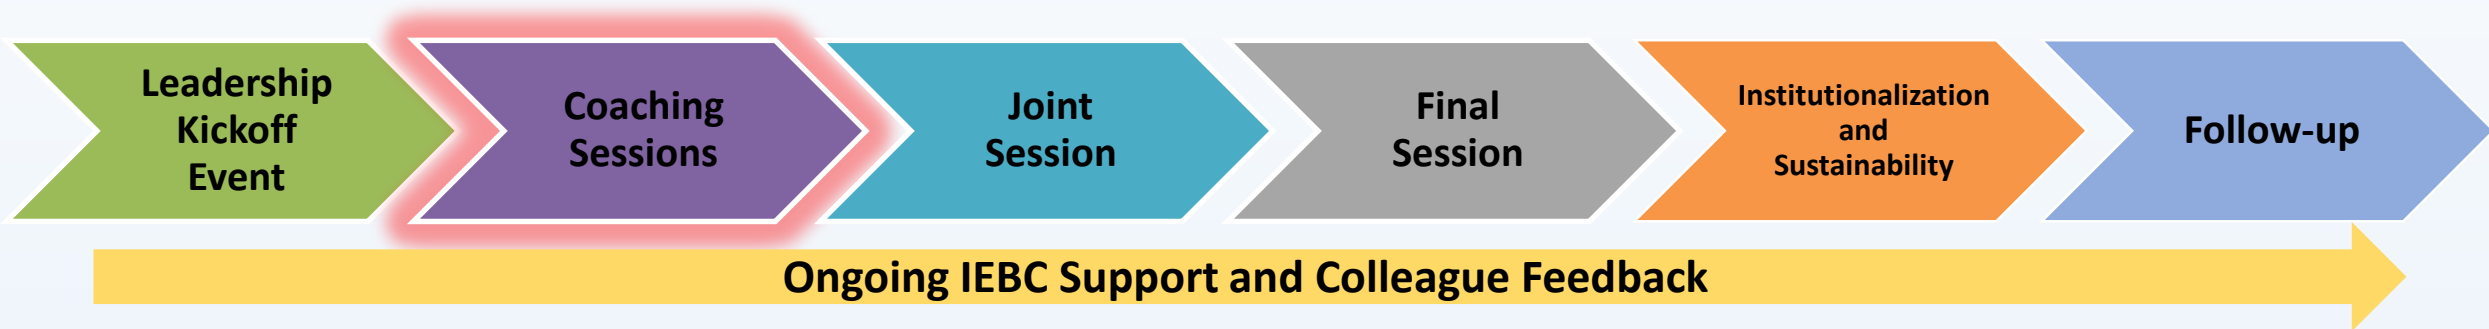 Leadership
Kickoff
Event
Coaching
Sessions
Joint
Session
Final
Session
Institutionalization
and
Sustainability
Follow-up
Ongoing IEBC Support and Colleague Feedback